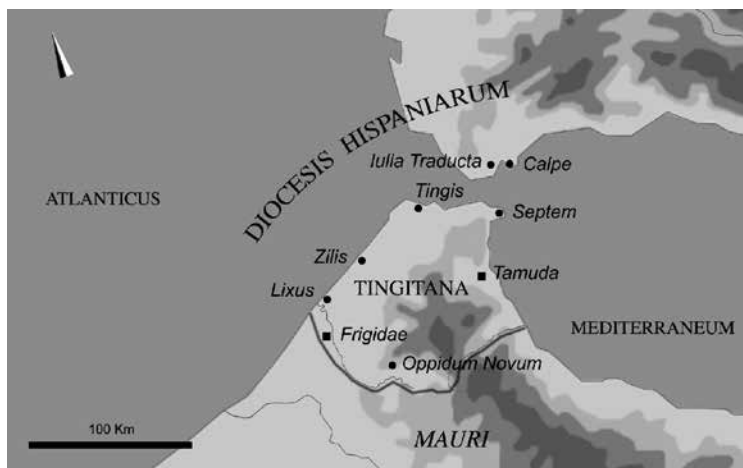 DIOCESIS HISPANIARUM
Iulia Traducta
Calpe
ATLANTICUS
Tingis
Septem
Zilis
Tamuda
TINGITANA
Lixus
MEDITERRANEUM
Frigidae
Oppidum Novum
100 Km
MAURI